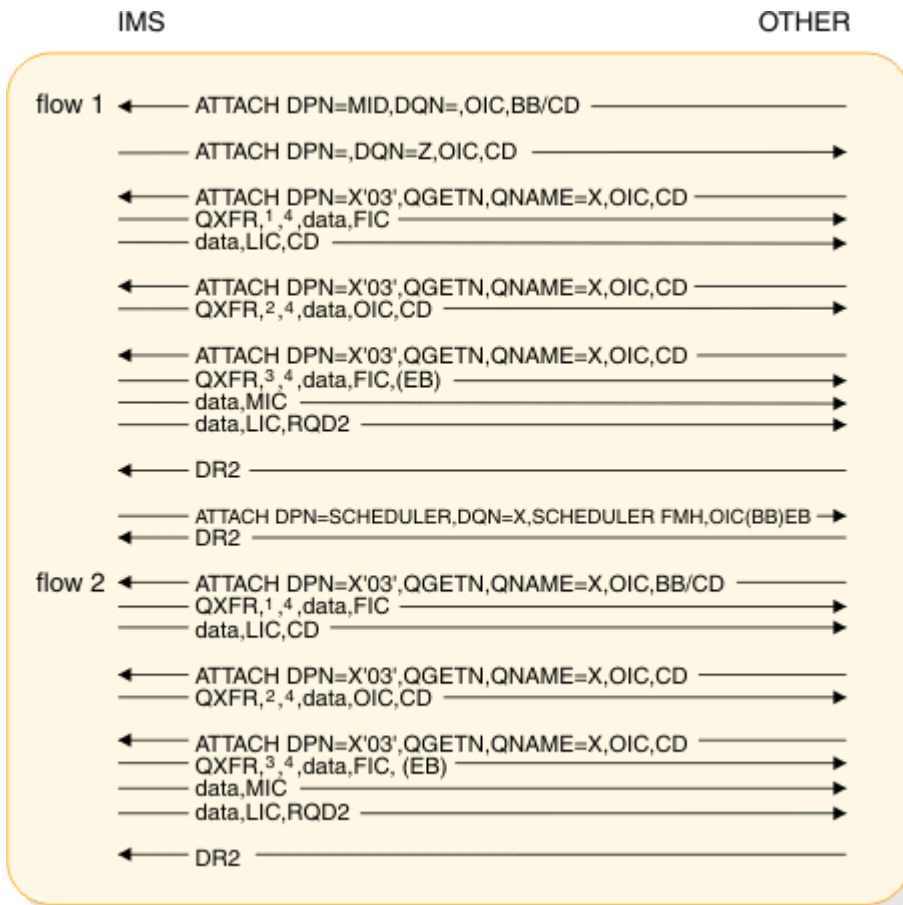 IMS OTHER
flow 1 ATTACH DPN=MID,DQN=,OIC,BB/CD
ATTACH DPN=,DQN=Z,OIC,CD
ATTACH DPN=X'03',QGETN,QNAME=X,OIC,CD
QXFR,1,4,data,FIC
data,LIC,CD
ATTACH DPN=X'03',QGETN,QNAME=X,OIC,CD
QXFR,2,4,data,OIC,CD
ATTACH DPN=X'03',QGETN,QNAME=X,OIC,CD
QXFR,3,4,data,FIC,(EB)
data,MIC
data,LIC,RQD2
DR2
ATTACH DPN=SCHEDULER,DQN=X,SCHEDULER FMH,OIC(BB)EB
DR2
flow 2 ATTACH DPN=X'03',QGETN,QNAME=X,OIC,BB/CD
QXFR,1,4,data,FIC
data,LIC,CD
ATTACH DPN=X'03',QGETN,QNAME=X,OIC,CD
QXFR,2,4,data,OIC,CD
ATTACH DPN=X'03',QGETN,QNAME=X,OIC,CD
QXFR,3,4,data,FIC, (EB)
data,MIC
data,LIC,RQD2
DR2